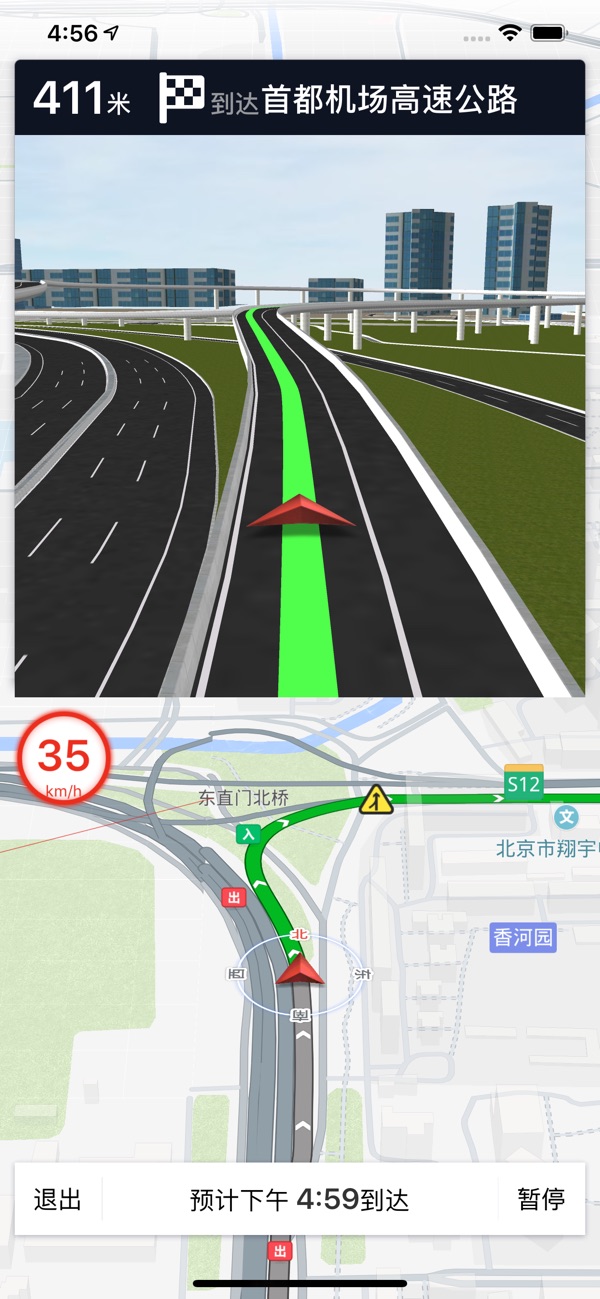 4:56
411米 到达首都机场高速公路
35
km/h
东直门北桥
S12
入
文
北京市翔宇
出
香河园
北
西
东
南
退出
预计下午 4:59到达
暂停
出